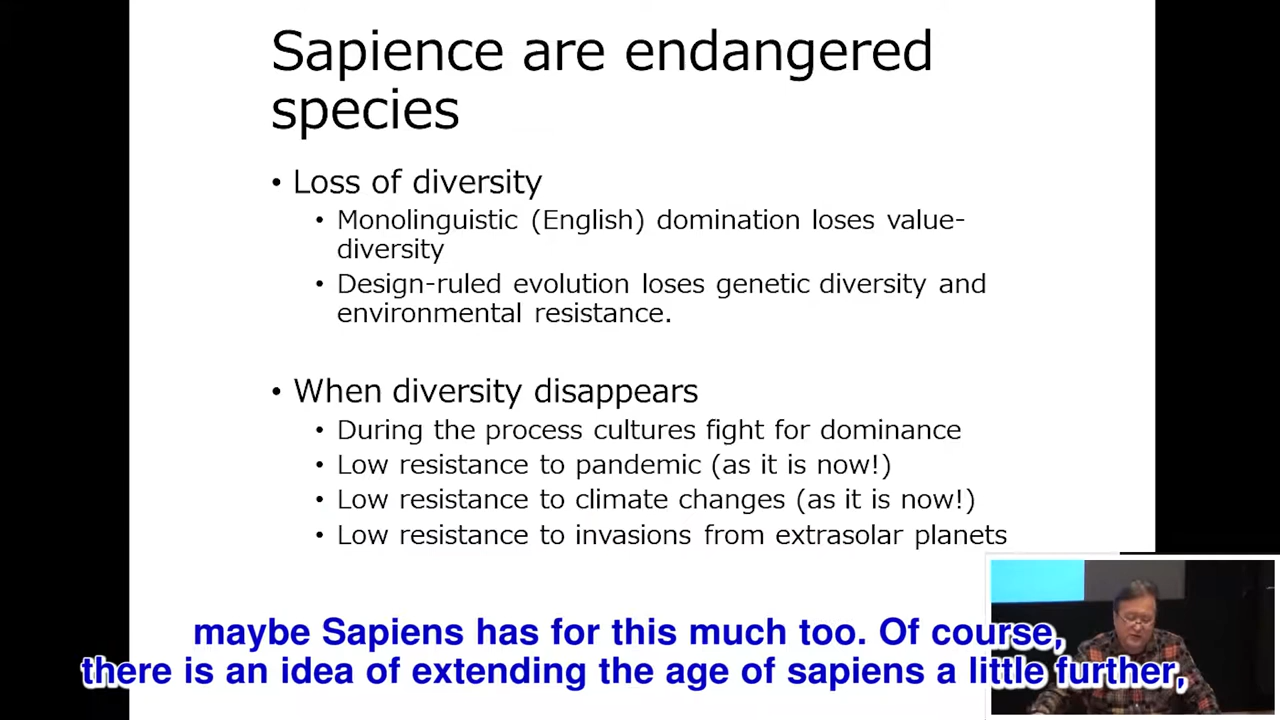 Sapience are endangered
species
• Loss of diversity
• Monolinguistic (English) domination loses value-
diversity
• Design-ruled evolution loses genetic diversity and
environmental resistance.
• When diversity disappears
• During the process cultures fight for dominance
• Low resistance to pandemic (as it is now!)
• Low resistance to climate changes (as it is now!)
• Low resistance to invasions from extrasolar planets
maybe Sapiens has for this much too. Of course,
there is an idea of extending the age of sapiens a little further,